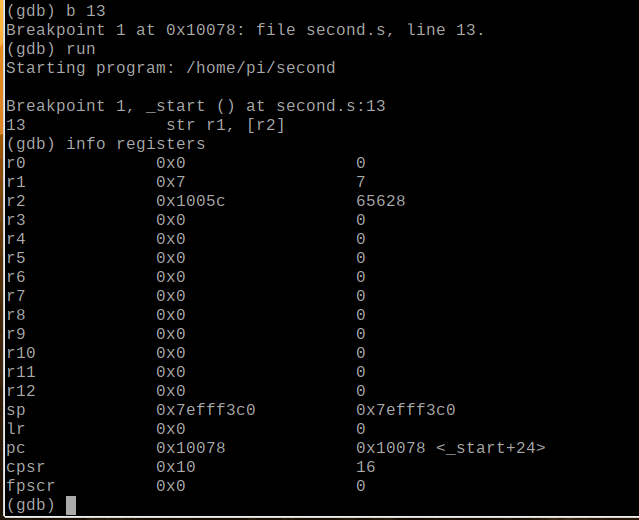 (gdb) b 13
Breakpoint 1 at 0x10078: file second.s, line 13.
(gdb) run
Starting program: /home/pi/second
Breakpoint 1, _start () at second.s:13
13              str r1, [r2]
(gdb) info registers
r0             0x0                 0
r1             0x7                 7
r2             0x1005c             65628
r3             0x0                 0
r4             0x0                 0
r5             0x0                 0
r6             0x0                 0
r7             0x0                 0
r8             0x0                 0
r9             0x0                 0
r10            0x0                 0
r11            0x0                 0
r12            0x0                 0
sp             0x7efff3c0          0x7efff3c0
lr             0x0                 0
pc             0x10078             0x10078 <_start+24>
cpsr           0x10                16
fpscr          0x0                 0
(gdb)